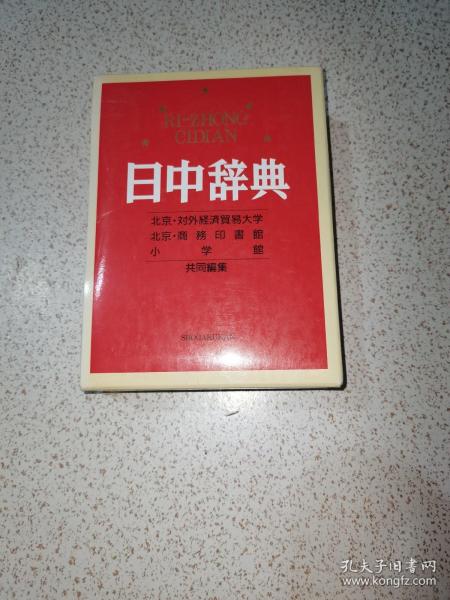 RI-ZHONG
CIDIAN
日中辞典
北京・対外経済貿易大学
北京・商務印書館
小学館
共同編集
SHOGAKUKAN
孔夫子旧书网
www.kongfz.com